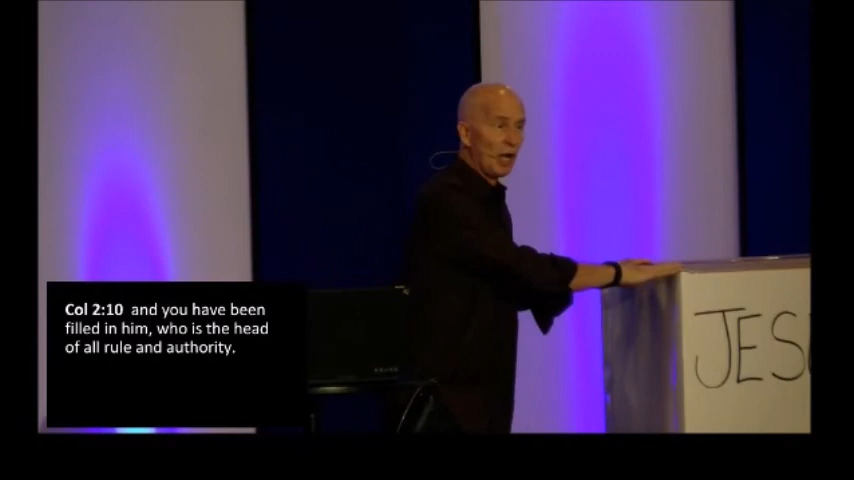 Col 2:10 and you have been
filled in him, who is the head
of all rule and authority.
JES